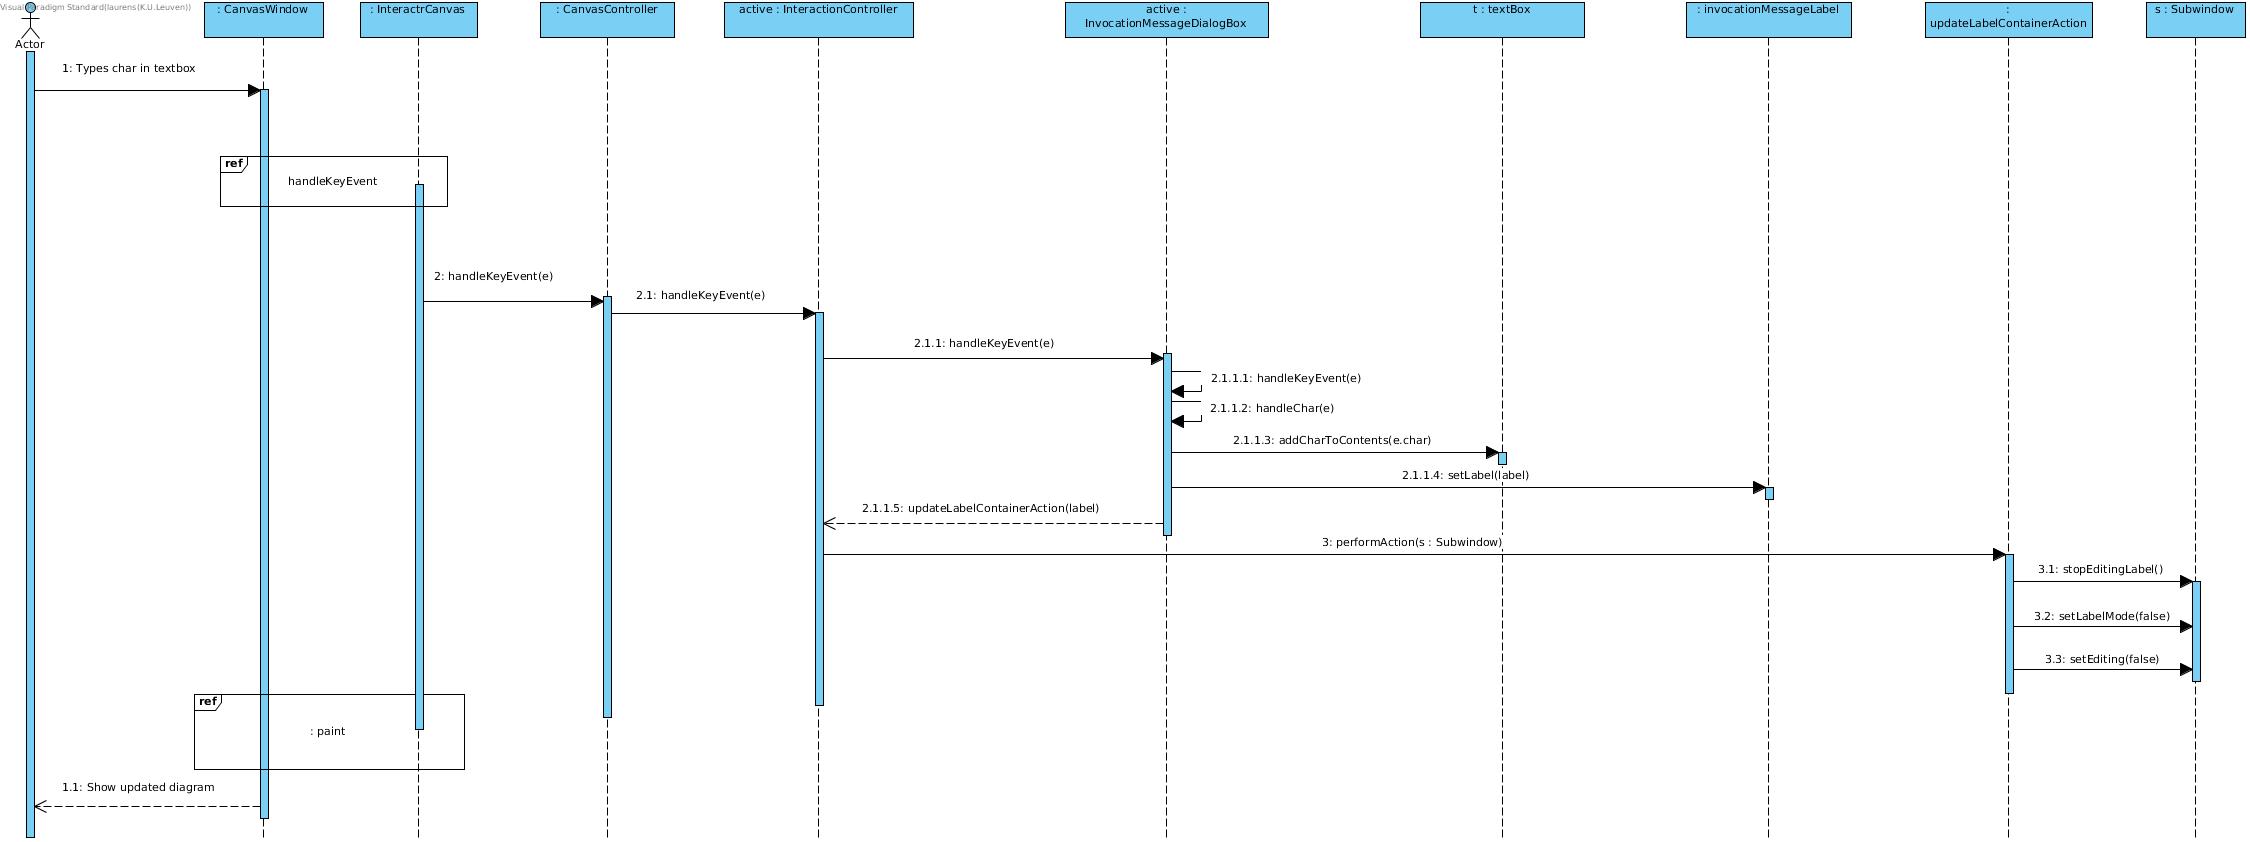 Visual Paradigm Standard(laurens(K.U.Leuven))
Actor
: CanvasWindow
: InteractrCanvas
: CanvasController
active : InteractionController
active :
InvocationMessageDialogBox
t : textBox
: invocationMessageLabel
:
updateLabelContainerAction
s : Subwindow
1: Types char in textbox
ref
handleKeyEvent
2: handleKeyEvent(e)
2.1: handleKeyEvent(e)
2.1.1: handleKeyEvent(e)
2.1.1.1: handleKeyEvent(e)
2.1.1.2: handleChar(e)
2.1.1.3: addCharToContents(e.char)
2.1.1.4: setLabel(label)
2.1.1.5: updateLabelContainerAction(label)
3: performAction(s : Subwindow)
3.1: stopEditingLabel()
3.2: setLabelMode(false)
3.3: setEditing(false)
ref
: paint
1.1: Show updated diagram